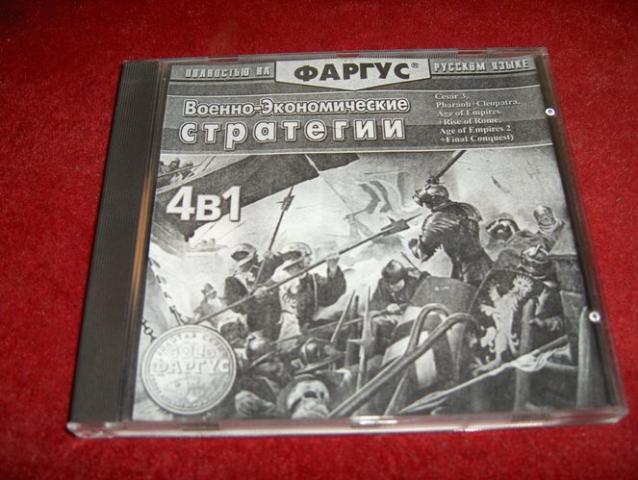 ПОЛНОСТЬЮ НА ФАРГУС® РУССКОМ ЯЗЫКЕ
Военно-Экономические
стратегии
Cesar 3,
Pharaoh+Cleopatra,
Age of Empires
+Rise of Rome,
Age of Empires 2
+Final Conquest)
4в1
GOLD
ФАРГУС